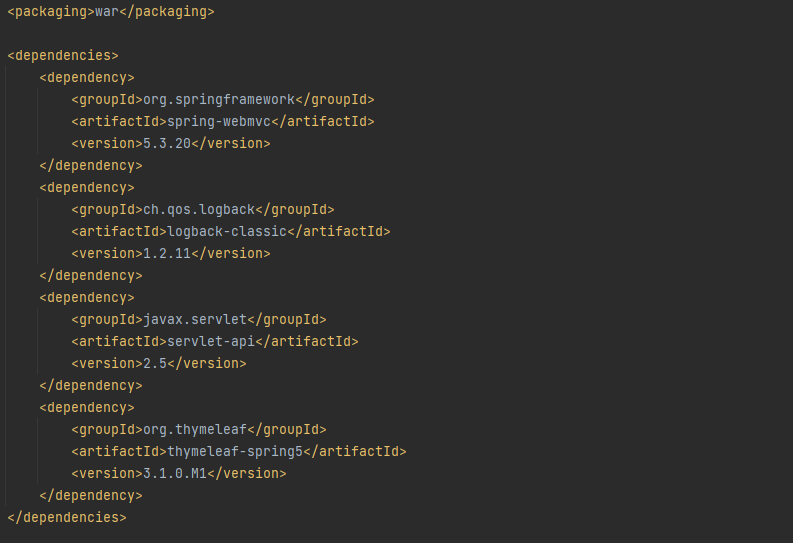 <packaging>war</packaging>
<dependencies>
<dependency>
<groupId>org.springframework</groupId>
<artifactId>spring-webmvc</artifactId>
<version>5.3.20</version>
</dependency>
<dependency>
<groupId>ch.qos.logback</groupId>
<artifactId>logback-classic</artifactId>
<version>1.2.11</version>
</dependency>
<dependency>
<groupId>javax.servlet</groupId>
<artifactId>servlet-api</artifactId>
<version>2.5</version>
</dependency>
<dependency>
<groupId>org.thymeleaf</groupId>
<artifactId>thymeleaf-spring5</artifactId>
<version>3.1.0.M1</version>
</dependency>
</dependencies>